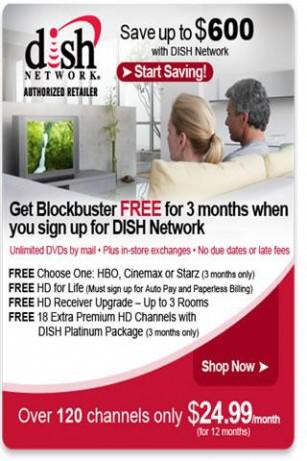 Save up to $600
with DISH Network
Start Saving!
dish
NETWORK
AUTHORIZED RETAILER
Get Blockbuster FREE for 3 months when
you sign up for DISH Network
Unlimited DVDs by mail • Plus in-store exchanges • No due dates or late fees
FREE Choose One: HBO, Cinemax or Starz (3 months only)
FREE HD for Life (Must sign up for Auto Pay and Paperless Billing)
FREE HD Receiver Upgrade – Up to 3 Rooms
FREE 18 Extra Premium HD Channels with
DISH Platinum Package (3 months only)
Shop Now
Over 120 channels only $24.99/month
(for 12 months)